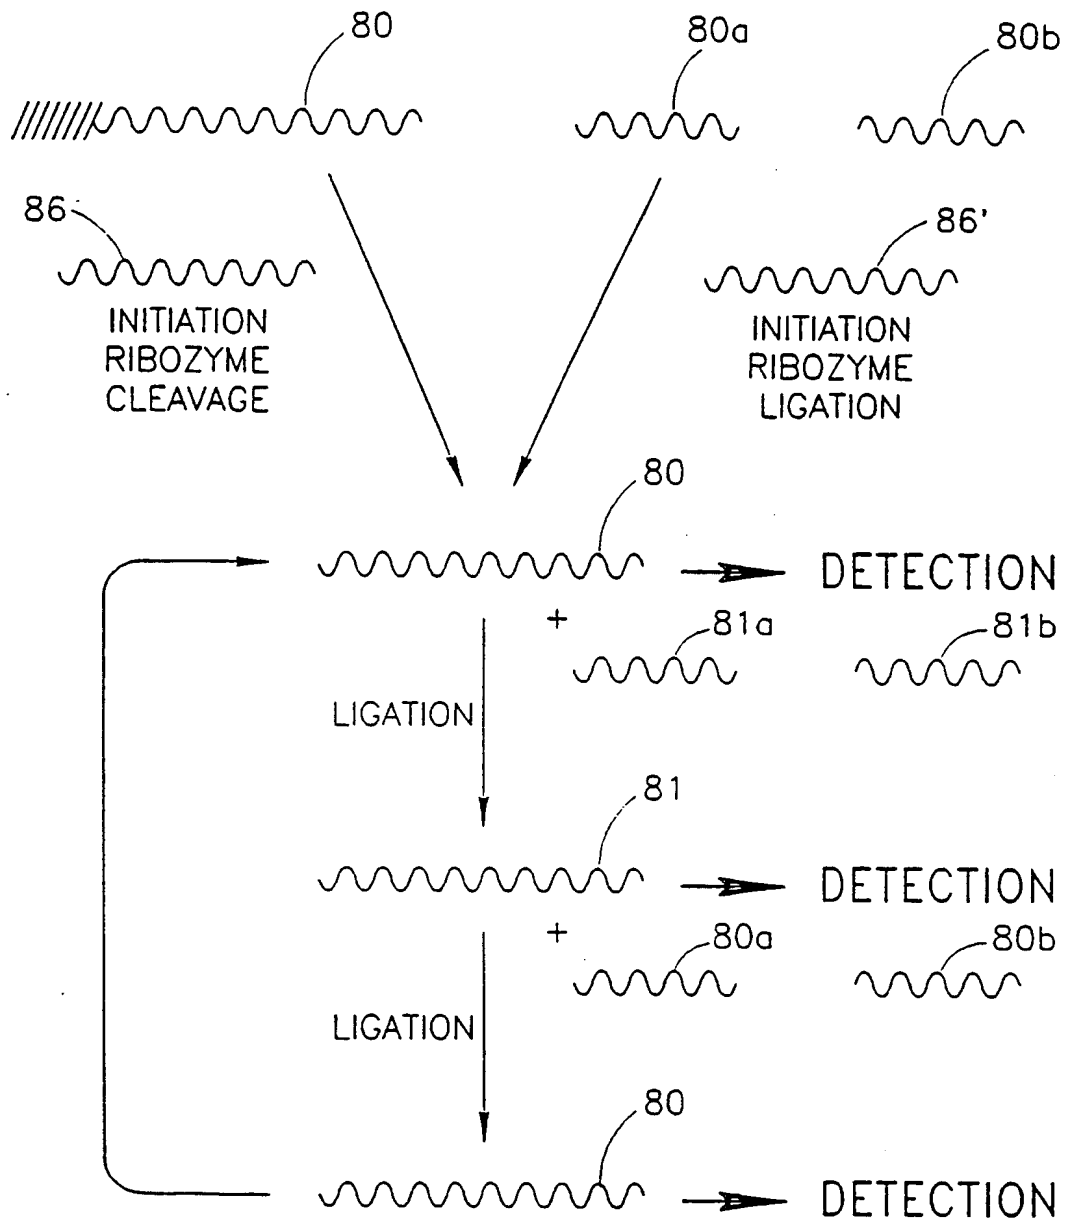 80
80a
80b
86
86'
INITIATION
RIBOZYME
CLEAVAGE
INITIATION
RIBOZYME
LIGATION
80
DETECTION
+
81a
81b
LIGATION
81
DETECTION
+
80a
80b
LIGATION
80
DETECTION